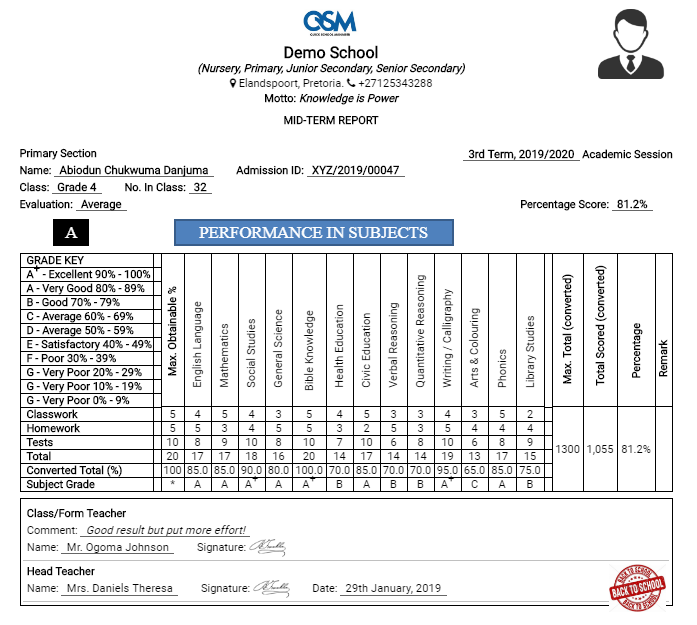 QSM
QUICK SCHOOL MANAGER
Demo School
(Nursery, Primary, Junior Secondary, Senior Secondary)
Elandspoort, Pretoria. +27125343288
Motto: Knowledge is Power
MID-TERM REPORT
Primary Section
3rd Term, 2019/2020 Academic Session
Name: Abiodun Chukwuma Danjuma Admission ID: XYZ/2019/00047
Class: Grade 4 No. In Class: 32
Evaluation: Average Percentage Score: 81.2%
A PERFORMANCE IN SUBJECTS
GRADE KEY
A+ - Excellent 90% - 100%
A - Very Good 80% - 89%
B - Good 70% - 79%
C - Average 60% - 69%
D - Average 50% - 59%
E - Satisfactory 40% - 49%
F - Poor 30% - 39%
G - Very Poor 20% - 29%
G - Very Poor 10% - 19%
G - Very Poor 0% - 9%
Max. Obtainable %
English Language
Mathematics
Social Studies
General Science
Bible Knowledge
Health Education
Civic Education
Verbal Reasoning
Quantitative Reasoning
Writing / Calligraphy
Arts & Colouring
Phonics
Library Studies
Max. Total (converted)
Total Scored (converted)
Percentage
Remark
Classwork 5 4 5 4 3 5 4 5 3 3 4 3 5 2
Homework 5 5 3 4 5 5 3 2 5 3 5 4 4 4
Tests 10 8 9 10 8 10 7 10 6 8 10 6 8 9
Total 20 17 17 18 16 20 14 17 14 14 19 13 17 15
1300 1,055 81.2%
Converted Total (%) 100 85.0 85.0 90.0 80.0 100.0 70.0 85.0 70.0 70.0 95.0 65.0 85.0 75.0
Subject Grade * A A A+ A A+ B A B B A+ C A B
Class/Form Teacher
Comment: Good result but put more effort!
Name: Mr. Ogoma Johnson Signature:
Head Teacher
Name: Mrs. Daniels Theresa Signature: Date: 29th January, 2019
BACK TO SCHOOL
BACK TO SCHOOL
BACK TO SCHOOL